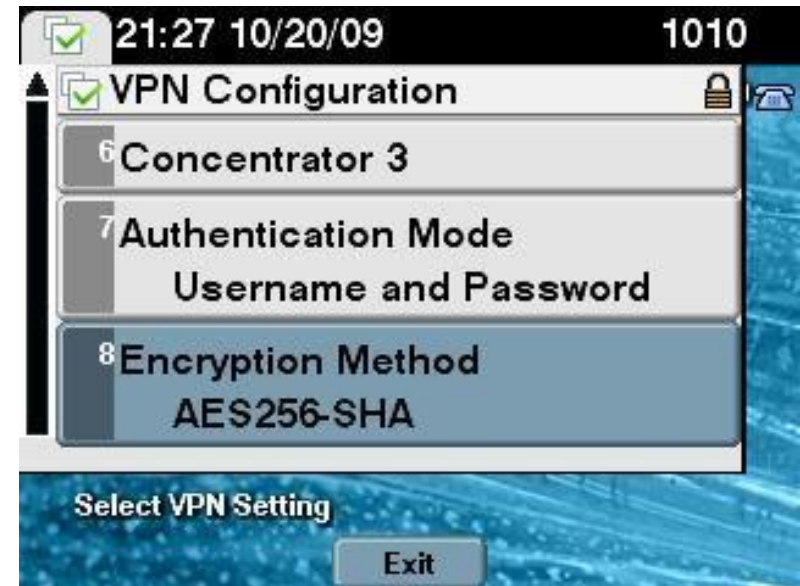 21:27 10/20/09 1010
VPN Configuration
6 Concentrator 3
7 Authentication Mode
Username and Password
8 Encryption Method
AES256-SHA
Select VPN Setting
Exit